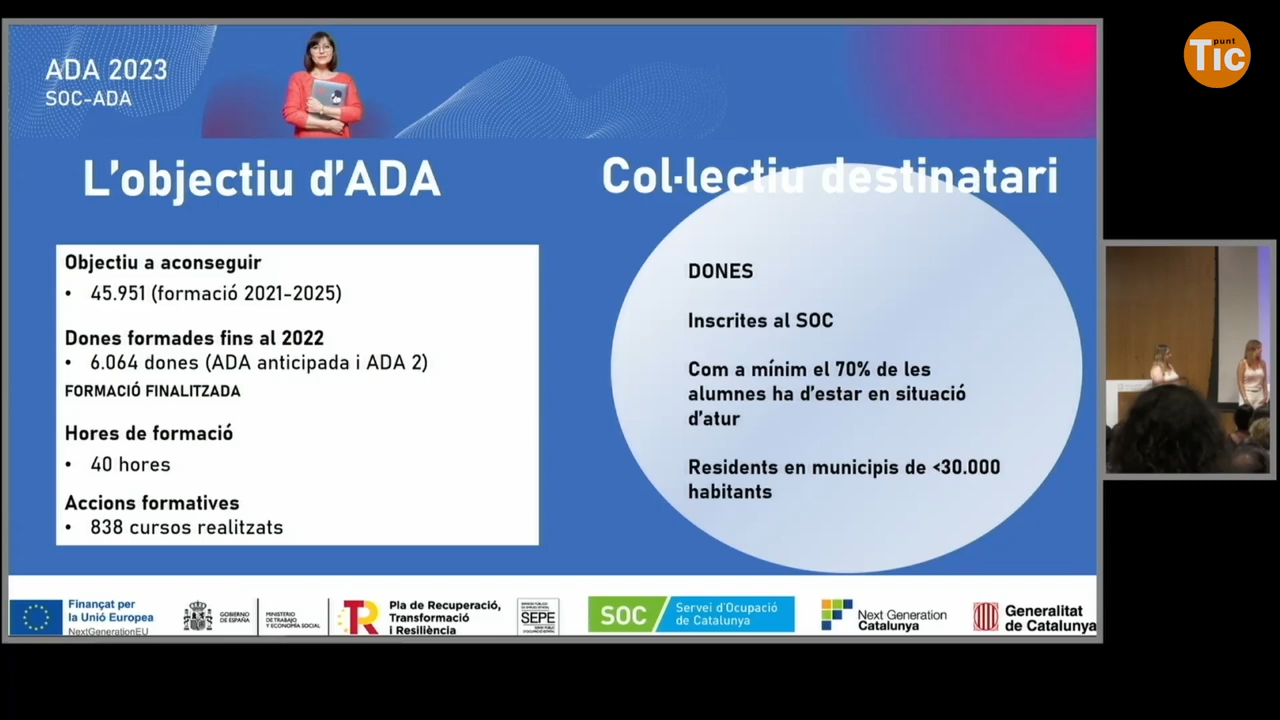 punt
TIC
ADA 2023
SOC-ADA
L'objectiu d'ADA
Objectiu a aconseguir
• 45.951 (formació 2021-2025)
Dones formades fins al 2022
• 6.064 dones (ADA anticipada i ADA 2)
FORMACIÓ FINALITZADA
Hores de formació
• 40 hores
Accions formatives
• 838 cursos realitzats
Col·lectiu destinatari
DONES
Inscrites al SOC
Com a mínim el 70% de les
alumnes ha d'estar en situació
d'atur
Residents en municipis de <30.000
habitants
Finançat per
la Unió Europea
NextGenerationEU
GOBIERNO
DE ESPAÑA
MINISTERIO
DE TRABAJO
Y ECONOMÍA SOCIAL
Pla de Recuperació,
Transformació
i Resiliència
SEPE
SOC
Servei d'Ocupació
de Catalunya
Next Generation
Catalunya
Generalitat
de Catalunya